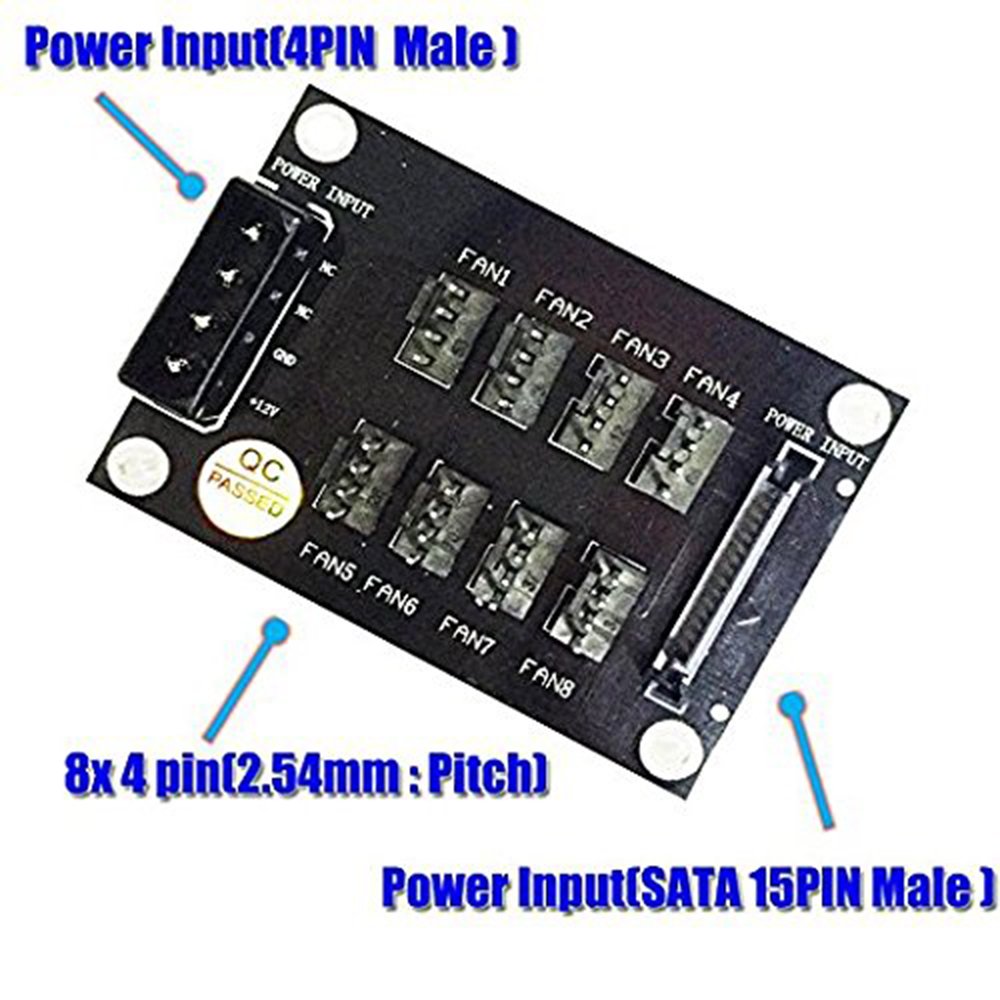 Power Input(4PIN Male )
POWER INPUT
NC
NC
GND
+12V
FAN1
FAN2
FAN3
FAN4
POWER INPUT
QC
PASSED
FAN5
FAN6
FAN7
FAN8
8x 4 pin(2.54mm : Pitch)
Power Input(SATA 15PIN Male )